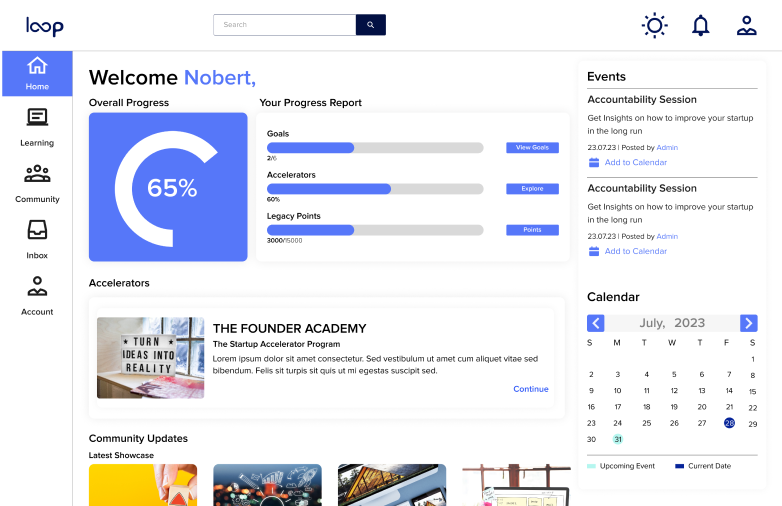 loop
Search
Home
Learning
Community
Inbox
Account
Welcome Nobert,
Overall Progress
65%
Your Progress Report
Goals
View Goals
2/6
Accelerators
Explore
60%
Legacy Points
Points
3000/15000
Accelerators
TURN
IDEAS INTO
REALITY
THE FOUNDER ACADEMY
The Startup Accelerator Program
Lorem ipsum dolor sit amet consectetur. Sed vestibulum ut amet cum aliquet vitae sed
bibendum. Felis sit turpis sit quis ut mi egestas suscipit sed.
Continue
Community Updates
Latest Showcase
Events
Accountability Session
Get Insights on how to improve your startup
in the long run
23.07.23 | Posted by Admin
Add to Calendar
Accountability Session
Get Insights on how to improve your startup
in the long run
23.07.23 | Posted by Admin
Add to Calendar
Calendar
July, 2023
S M T W T F S
1
2 3 4 5 6 7 8
9 10 11 12 13 14 15
16 17 18 19 20 21 22
23 24 25 26 27 28 29
30 31
Upcoming Event Current Date